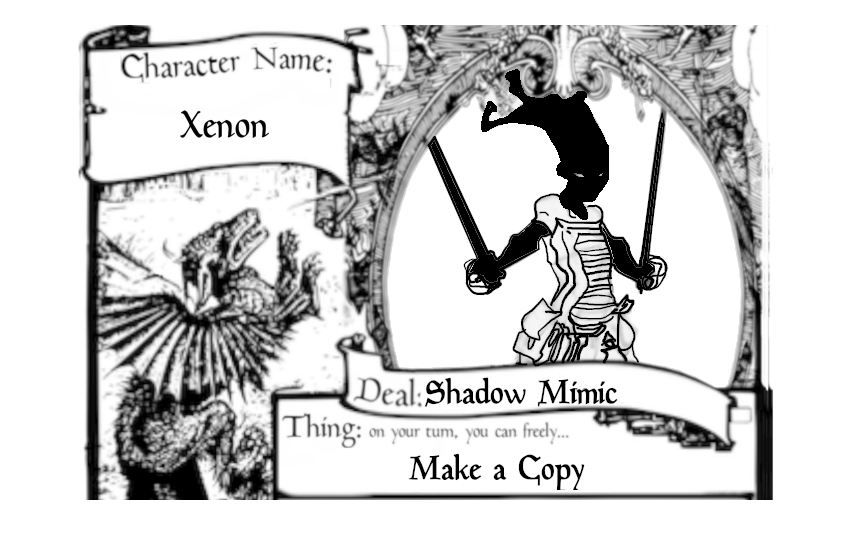 Character Name:
Xenon
Deal: Shadow Mimic
Thing: on your turn, you can freely...
Make a Copy